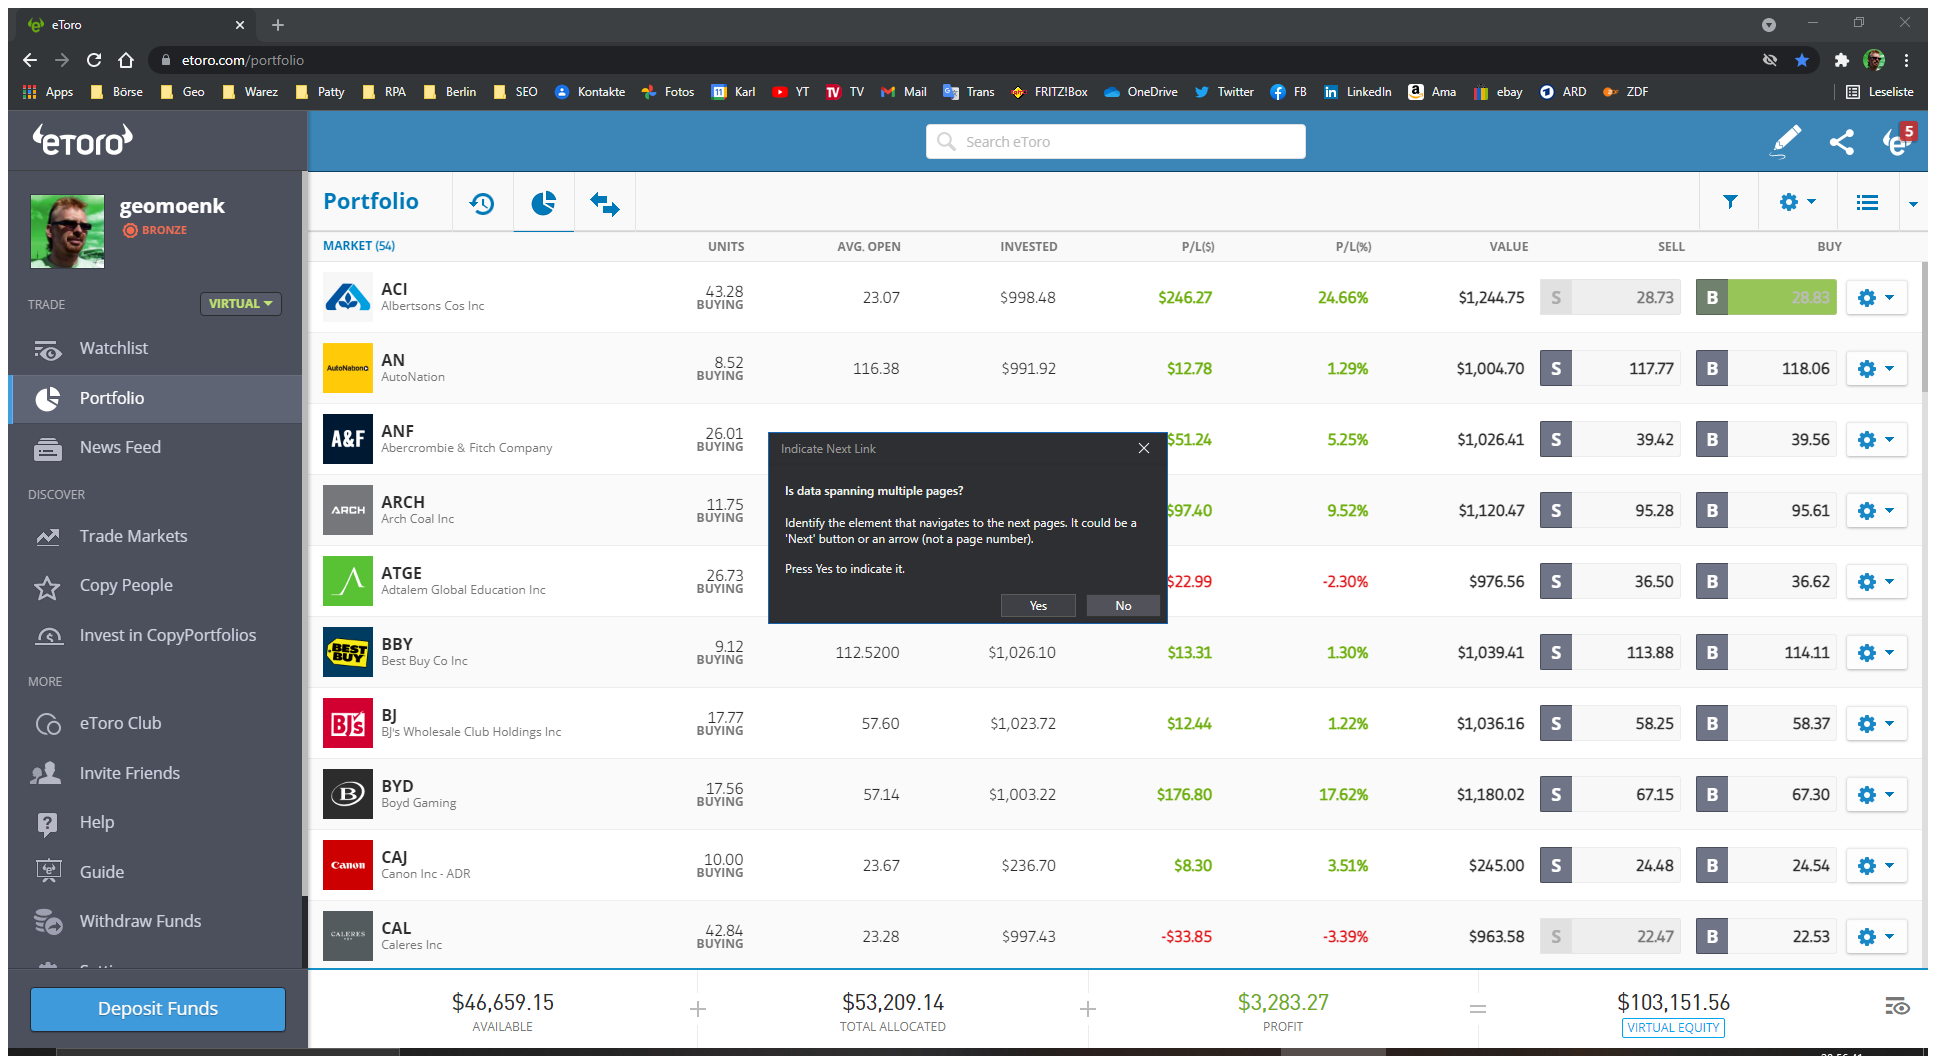 eToro
etoro.com/portfolio
Apps Börse Geo Warez Patty RPA Berlin SEO Kontakte Fotos 11 Karl YT TV TV Mail Trans FRITZ!Box OneDrive Twitter FB LinkedIn Ama ebay ARD ZDF Leseliste
eToro
Search eToro
5
geomoenk
BRONZE
TRADE
VIRTUAL
Watchlist
Portfolio
News Feed
DISCOVER
Trade Markets
Copy People
Invest in CopyPortfolios
MORE
eToro Club
Invite Friends
Help
Guide
Withdraw Funds
Deposit Funds
Portfolio
MARKET (54) UNITS AVG. OPEN INVESTED P/L($) P/L(%) VALUE SELL BUY
ACI 43.28 23.07 $998.48 $246.27 24.66% $1,244.75 S 28.73 B 28.83
Albertsons Cos Inc BUYING
AutoNation AN 8.52 116.38 $991.92 $12.78 1.29% $1,004.70 S 117.77 B 118.06
AutoNation BUYING
A&F ANF 26.01 $51.24 5.25% $1,026.41 S 39.42 B 39.56
Abercrombie & Fitch Company BUYING
ARCH ARCH 11.75 $97.40 9.52% $1,120.47 S 95.28 B 95.61
Arch Coal Inc BUYING
ATGE 26.73 $22.99 -2.30% $976.56 S 36.50 B 36.62
Adtalem Global Education Inc BUYING
BEST BUY BBY 9.12 112.5200 $1,026.10 $13.31 1.30% $1,039.41 S 113.88 B 114.11
Best Buy Co Inc BUYING
BJ's BJ 17.77 57.60 $1,023.72 $12.44 1.22% $1,036.16 S 58.25 B 58.37
BJ's Wholesale Club Holdings Inc BUYING
B BYD 17.56 57.14 $1,003.22 $176.80 17.62% $1,180.02 S 67.15 B 67.30
Boyd Gaming BUYING
Canon CAJ 10.00 23.67 $236.70 $8.30 3.51% $245.00 S 24.48 B 24.54
Canon Inc - ADR BUYING
CALERES CAL 42.84 23.28 $997.43 -$33.85 -3.39% $963.58 S 22.47 B 22.53
Caleres Inc BUYING
Indicate Next Link
Is data spanning multiple pages?
Identify the element that navigates to the next pages. It could be a
'Next' button or an arrow (not a page number).
Press Yes to indicate it.
Yes No
$46,659.15 + $53,209.14 + $3,283.27 = $103,151.56
AVAILABLE TOTAL ALLOCATED PROFIT VIRTUAL EQUITY